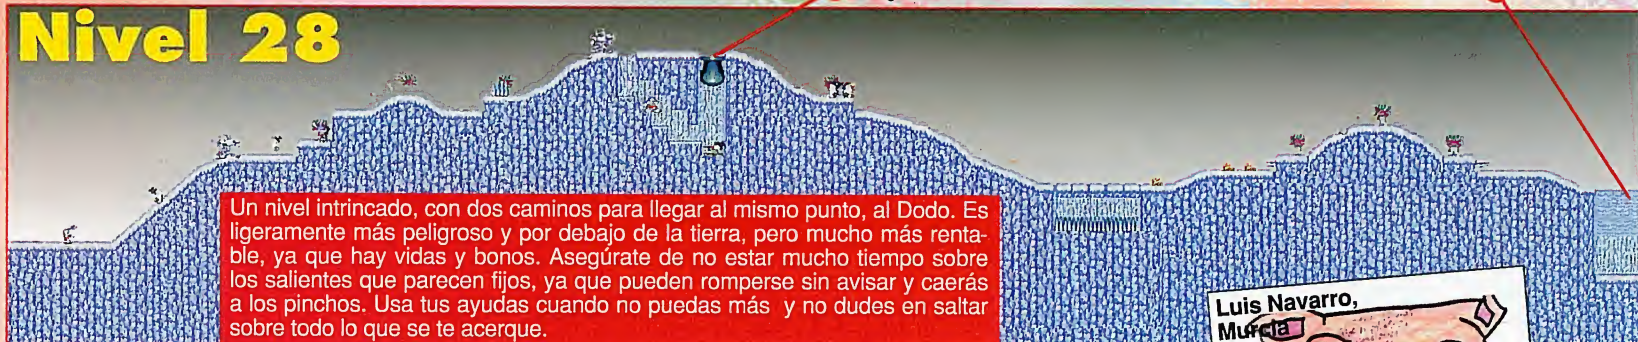 Nivel 28
Un nivel intrincado, con dos caminos para llegar al mismo punto, al Dodo. Es
ligeramente más peligroso y por debajo de la tierra, pero mucho más renta-
ble, ya que hay vidas y bonos. Asegúrate de no estar mucho tiempo sobre
los salientes que parecen fijos, ya que pueden romperse sin avisar y caerás
a los pinchos. Usa tus ayudas cuando no puedas más y no dudes en saltar
sobre todo lo que se te acerque.
Luis Navarro,
Murcia